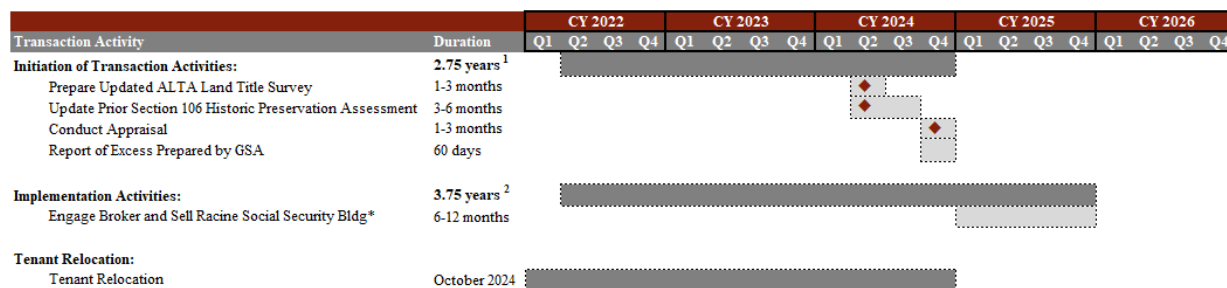 CY 2022 CY 2023 CY 2024 CY 2025 CY 2026
Transaction Activity Duration Q1 Q2 Q3 Q4 Q1 Q2 Q3 Q4 Q1 Q2 Q3 Q4 Q1 Q2 Q3 Q4 Q1 Q2 Q3 Q4
Initiation of Transaction Activities: 2.75 years 1
Prepare Updated ALTA Land Title Survey 1-3 months
Update Prior Section 106 Historic Preservation Assessment 3-6 months
Conduct Appraisal 1-3 months
Report of Excess Prepared by GSA 60 days
Implementation Activities: 3.75 years 2
Engage Broker and Sell Racine Social Security Bldg* 6-12 months
Tenant Relocation:
Tenant Relocation October 2024